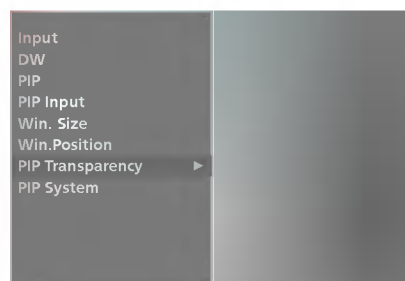 Input
DW
PIP
PIP Input
Win. Size
Win.Position
PIP Transparency
PIP System